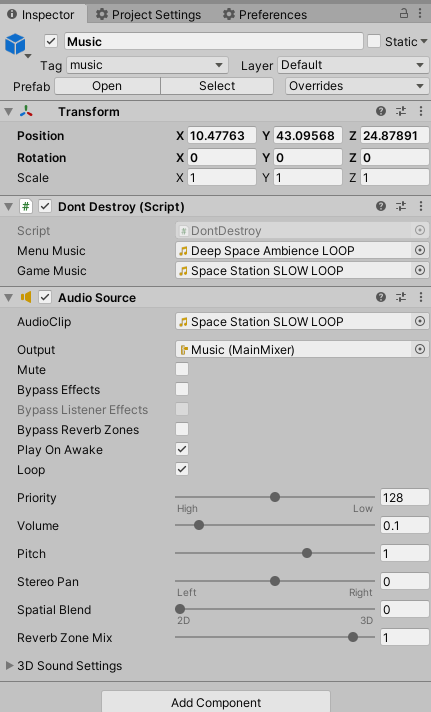 Inspector Project Settings Preferences
Music Static
Tag music Layer Default
Prefab Open Select Overrides
Transform
Position X 10.47763 Y 43.09568 Z 24.87891
Rotation X 0 Y 0 Z 0
Scale X 1 Y 1 Z 1
# Dont Destroy (Script)
Script # DontDestroy
Menu Music Deep Space Ambience LOOP
Game Music Space Station SLOW LOOP
Audio Source
AudioClip Space Station SLOW LOOP
Output Music (MainMixer)
Mute
Bypass Effects
Bypass Listener Effects
Bypass Reverb Zones
Play On Awake
Loop
Priority 128
High Low
Volume 0.1
Pitch 1
Stereo Pan 0
Left Right
Spatial Blend 0
2D 3D
Reverb Zone Mix 1
3D Sound Settings
Add Component